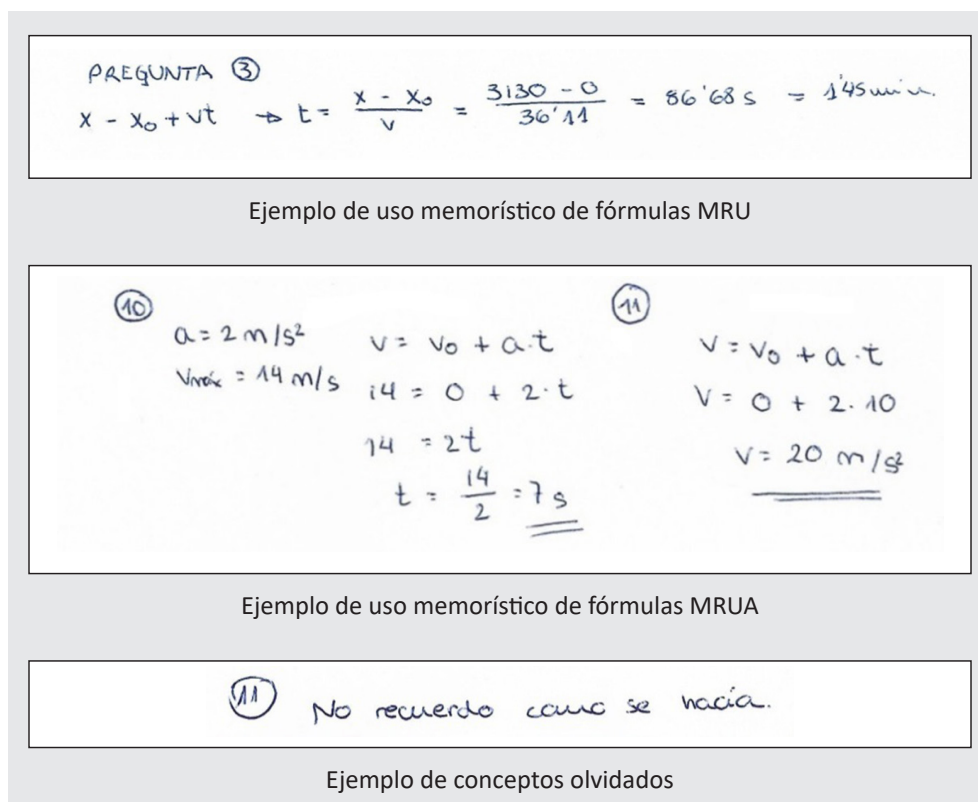 PREGUNTA ③
x - x₀ + vt → t = (x - x₀)/v = (3130 - 0)/36'11 = 86'68 s = 1'45 min.
Ejemplo de uso memorístico de fórmulas MRU
⑩
a = 2 m/s²
Vmáx = 14 m/s
v = v₀ + a.t
14 = 0 + 2·t
14 = 2t
t = 14/2 = 7 s
⑪
v = v₀ + a·t
v = 0 + 2·10
v = 20 m/s²
Ejemplo de uso memorístico de fórmulas MRUA
⑪ No recuerdo como se hacía.
Ejemplo de conceptos olvidados